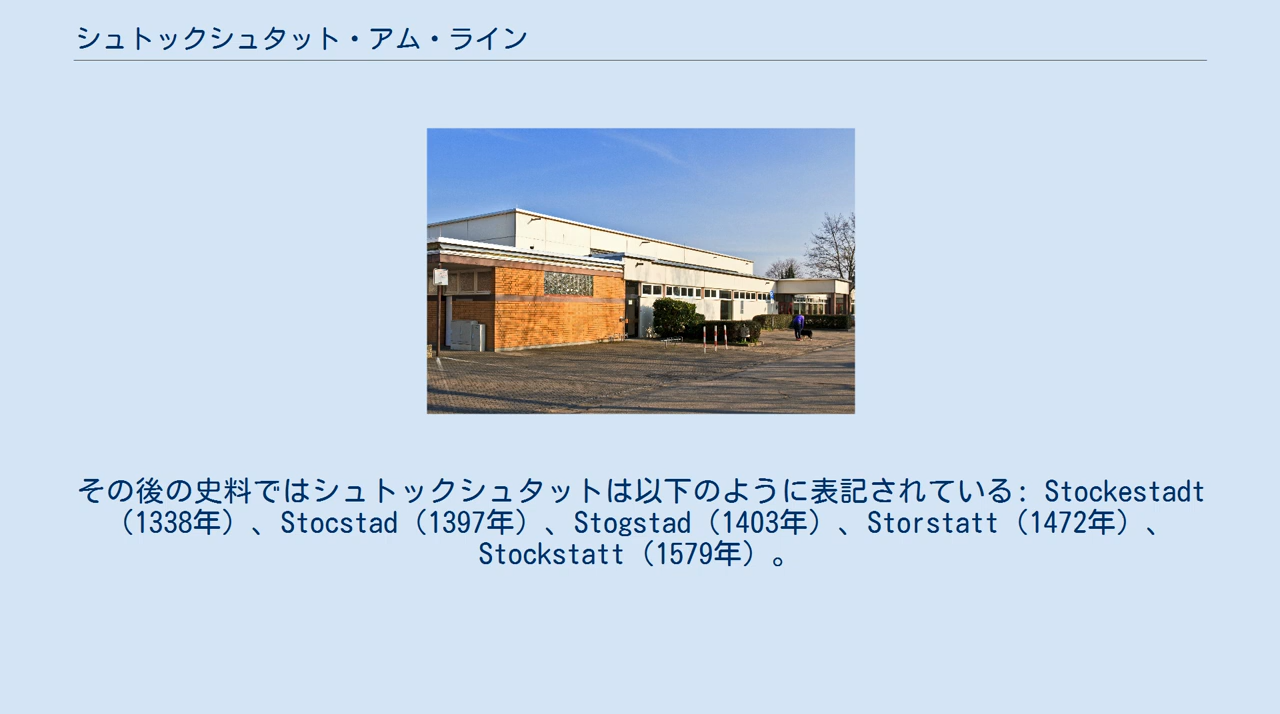 シュトックシュタット・アム・ライン
その後の史料ではシュトックシュタットは以下のように表記されている: Stockestadt
（1338年）、Stocstad（1397年）、Stogstad（1403年）、Storstatt（1472年）、
Stockstatt（1579年）。